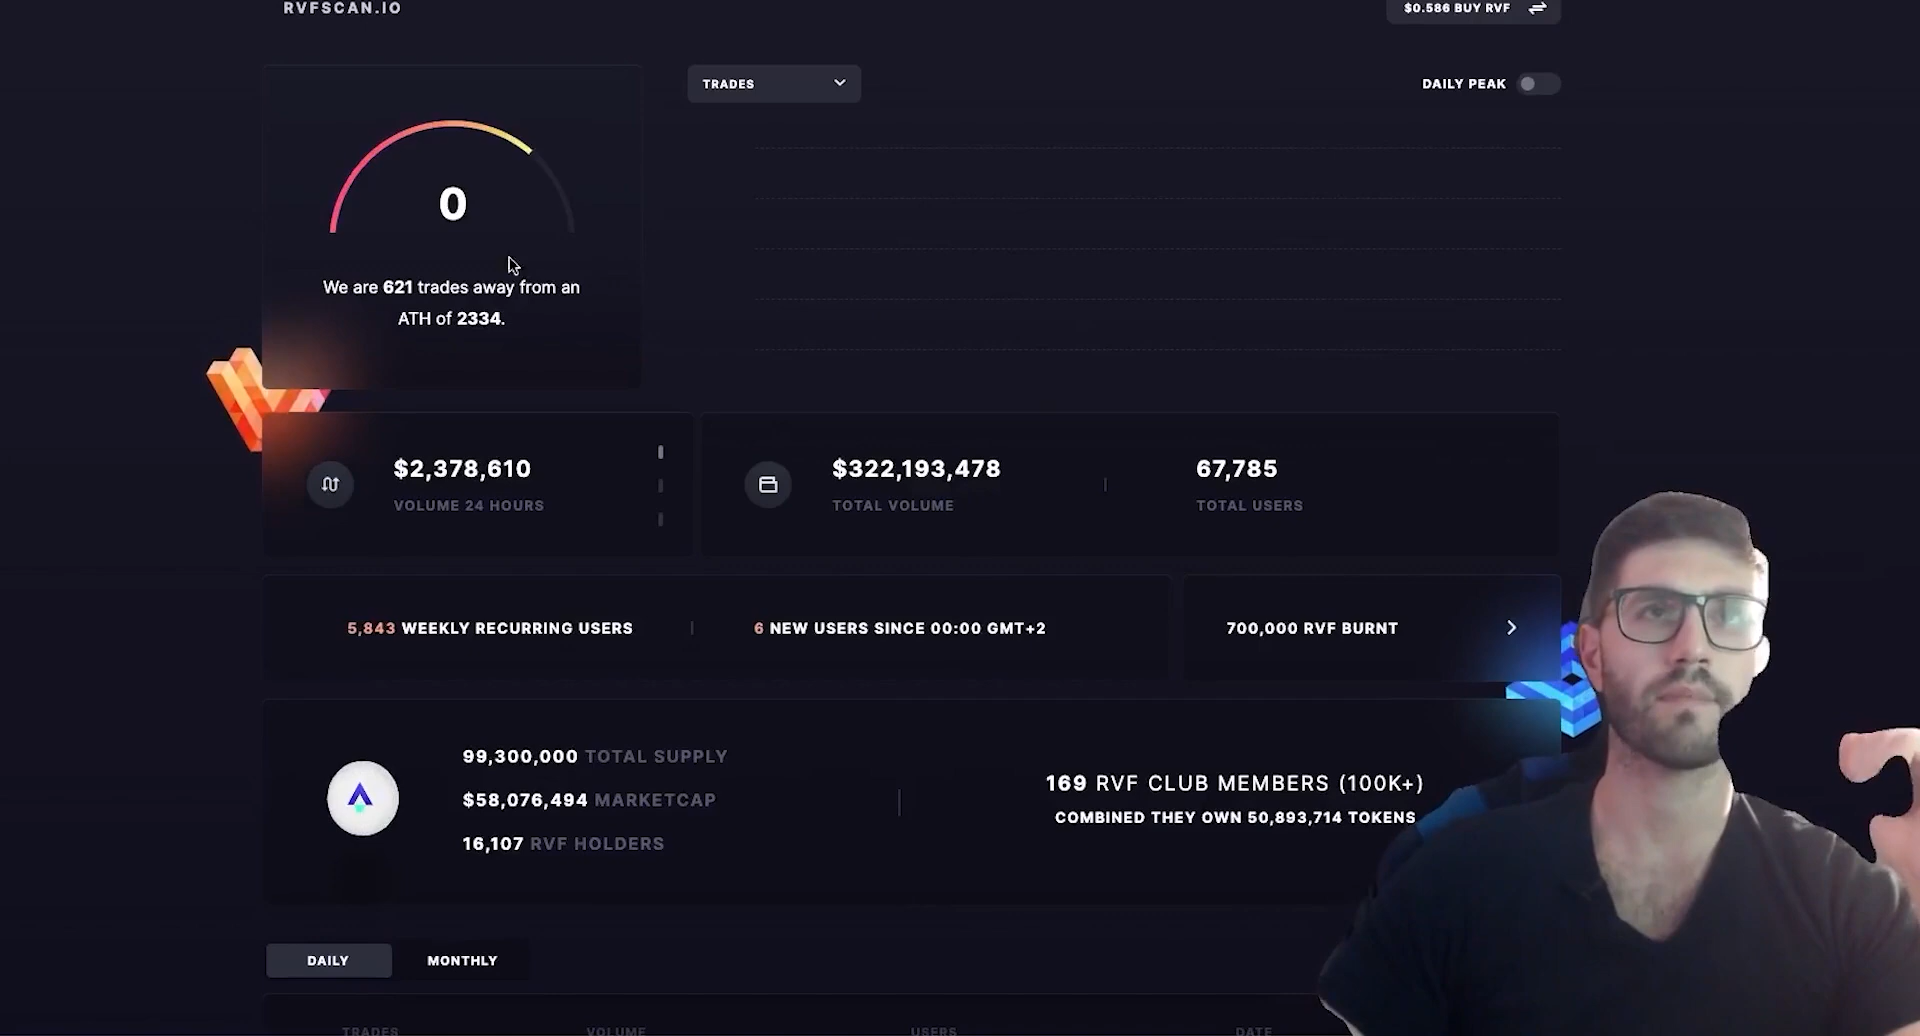 RVFSCAN.IO
$0.586 BUY RVF
TRADES
DAILY PEAK
0
We are 621 trades away from an
ATH of 2334.
$2,378,610
VOLUME 24 HOURS
$322,193,478
TOTAL VOLUME
67,785
TOTAL USERS
5,843 WEEKLY RECURRING USERS
6 NEW USERS SINCE 00:00 GMT+2
700,000 RVF BURNT
99,300,000 TOTAL SUPPLY
$58,076,494 MARKETCAP
16,107 RVF HOLDERS
169 RVF CLUB MEMBERS (100K+)
COMBINED THEY OWN 50,893,714 TOKENS
DAILY
MONTHLY
TRADES
VOLUME
USERS
DATE